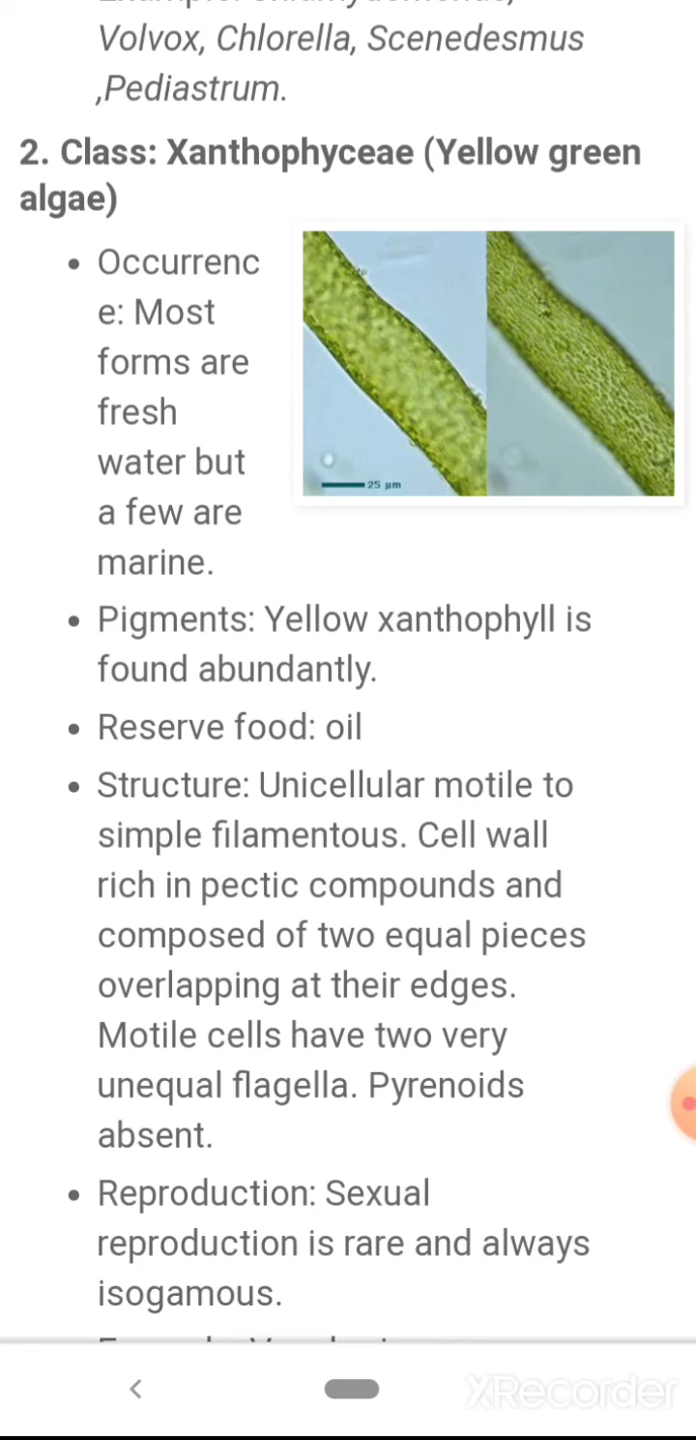 Volvox, Chlorella, Scenedesmus
,Pediastrum.
2. Class: Xanthophyceae (Yellow green
algae)
• Occurrenc
e: Most
forms are
fresh
water but
a few are
marine.
25 µm
• Pigments: Yellow xanthophyll is
found abundantly.
• Reserve food: oil
• Structure: Unicellular motile to
simple filamentous. Cell wall
rich in pectic compounds and
composed of two equal pieces
overlapping at their edges.
Motile cells have two very
unequal flagella. Pyrenoids
absent.
• Reproduction: Sexual
reproduction is rare and always
isogamous.
XRecorder